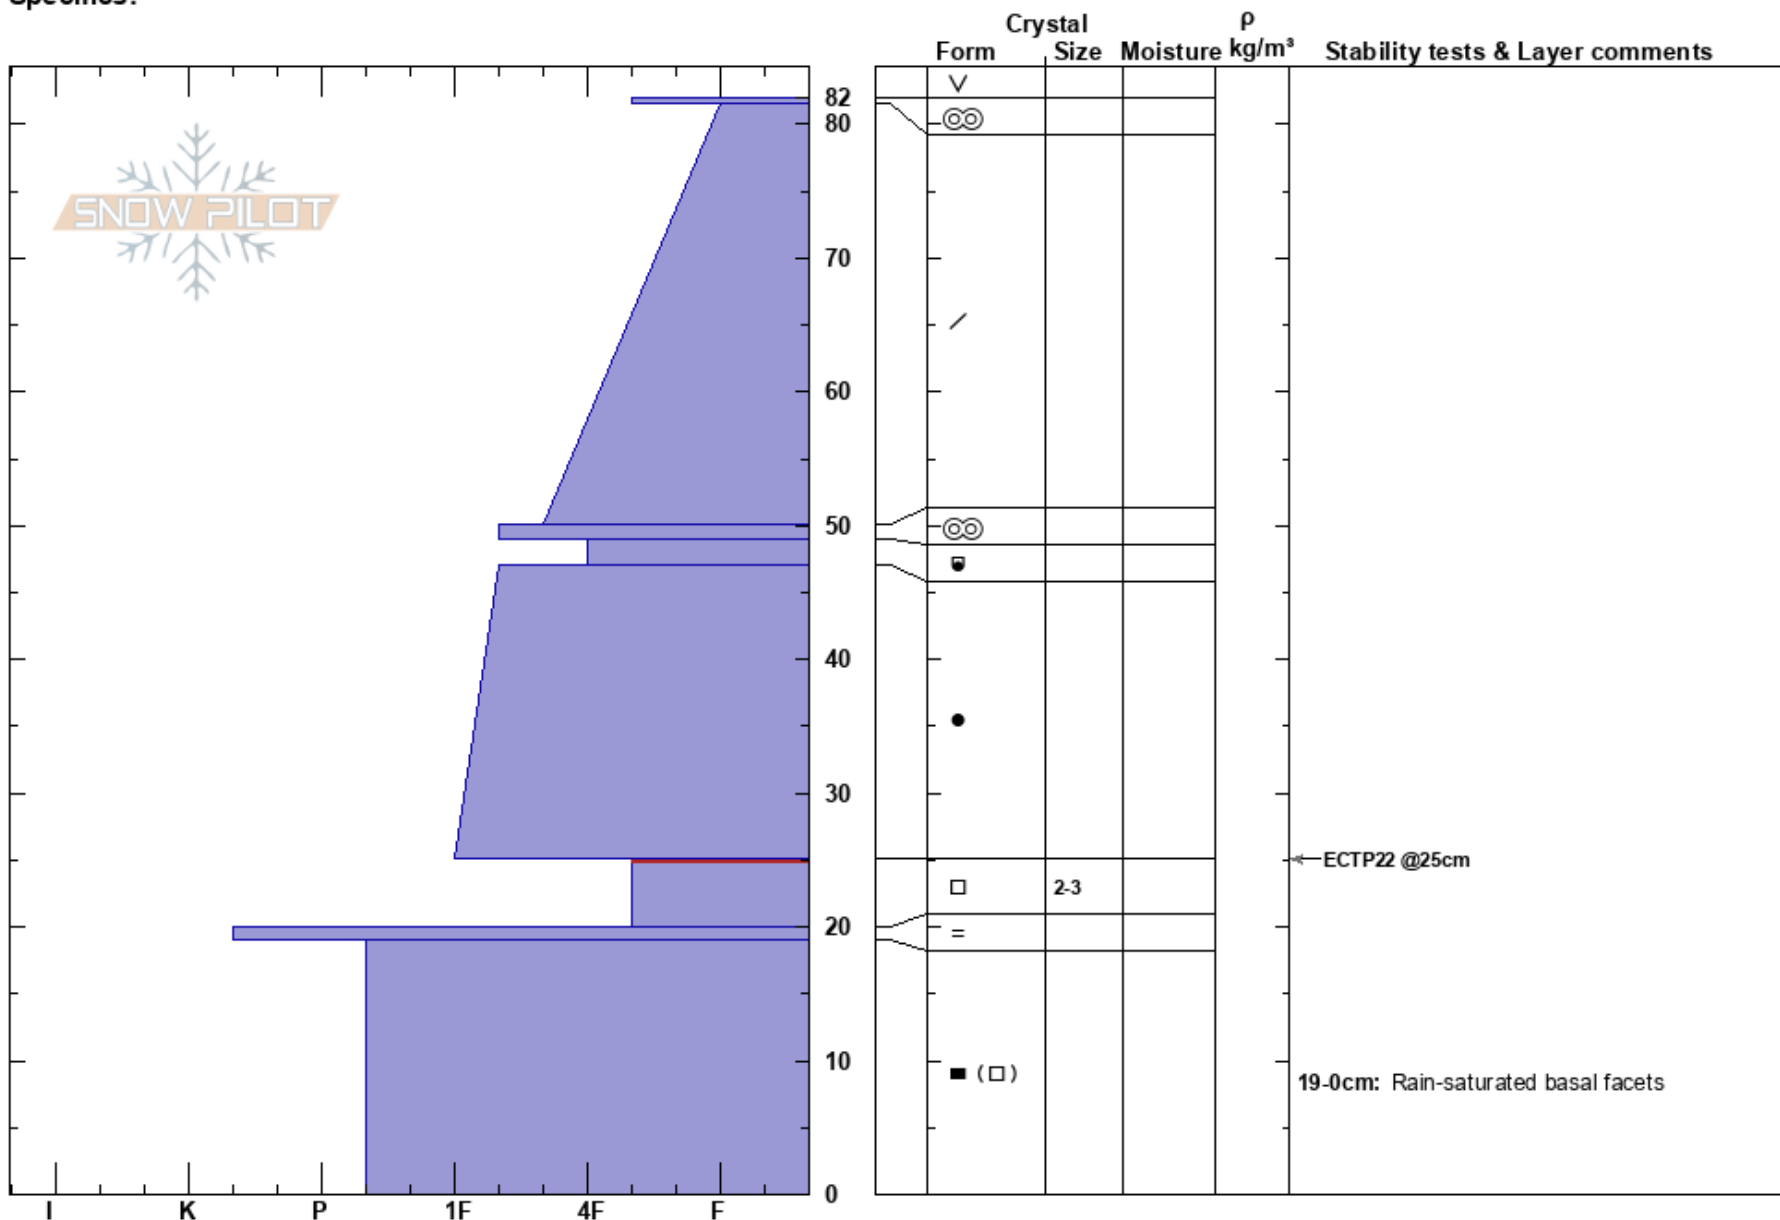 Specifics:
Crystal
ρ
Form Size Moisture kg/m³ Stability tests & Layer comments
82
80
SNOW PILOT
70
60
50
40
30
ECTP22 @25cm
2-3
20
=
10
( )
19-0cm: Rain-saturated basal facets
0
I K P 1F 4F F